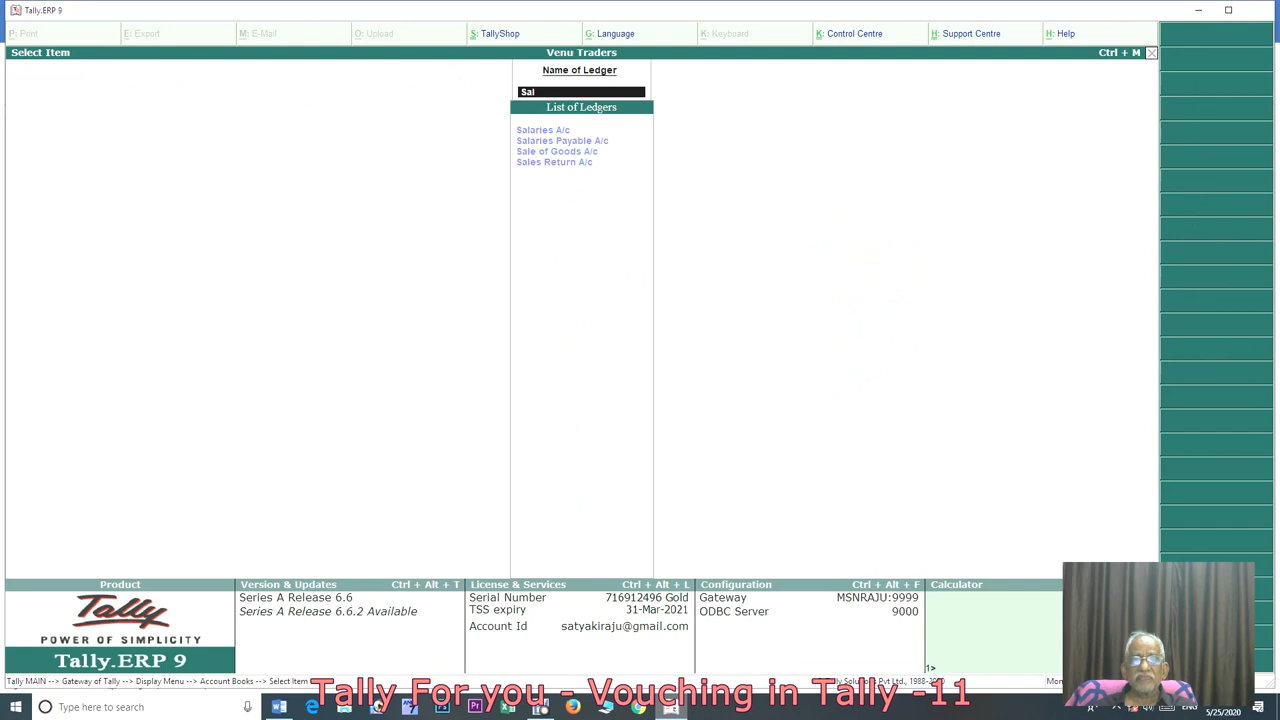 Tally.ERP 9
P: Print
E: Export
M: E-Mail
O: Upload
S: TallyShop
G: Language
K: Keyboard
K: Control Centre
H: Support Centre
H: Help
Select Item
Venu Traders
Ctrl + M
Name of Ledger
Sal
List of Ledgers
Salaries A/c
Salaries Payable A/c
Sale of Goods A/c
Sales Return A/c
Product
Tally
POWER OF SIMPLICITY
Tally.ERP 9
Version & Updates Ctrl + Alt + T
Series A Release 6.6
Series A Release 6.6.2 Available
License & Services Ctrl + Alt + L
Serial Number 716912496 Gold
TSS expiry 31-Mar-2021
Account Id satyakiraju@gmail.com
Configuration Ctrl + Alt + F
Gateway MSNRAJU:9999
ODBC Server 9000
Calculator
1>
Tally MAIN --> Gateway of Tally --> Display Menu --> Account Books --> Select Item
Pvt Ltd., 1988-
Tally For you - Vouching in Tally -11
Type here to search
ENG
5/25/2020